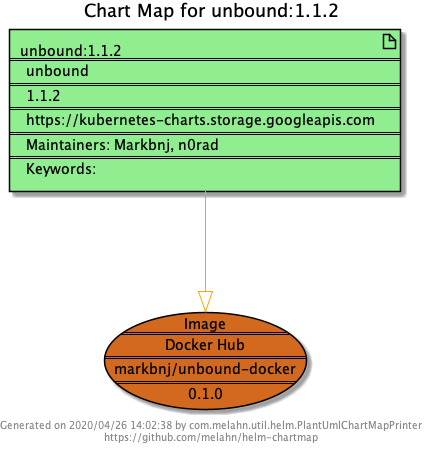 Chart Map for unbound:1.1.2
unbound:1.1.2
unbound
1.1.2
https://kubernetes-charts.storage.googleapis.com
Maintainers: Markbnj, n0rad
Keywords:
Image
Docker Hub
markbnj/unbound-docker
0.1.0
Generated on 2020/04/26 14:02:38 by com.melahn.util.helm.PlantUmlChartMapPrinter
https://github.com/melahn/helm-chartmap